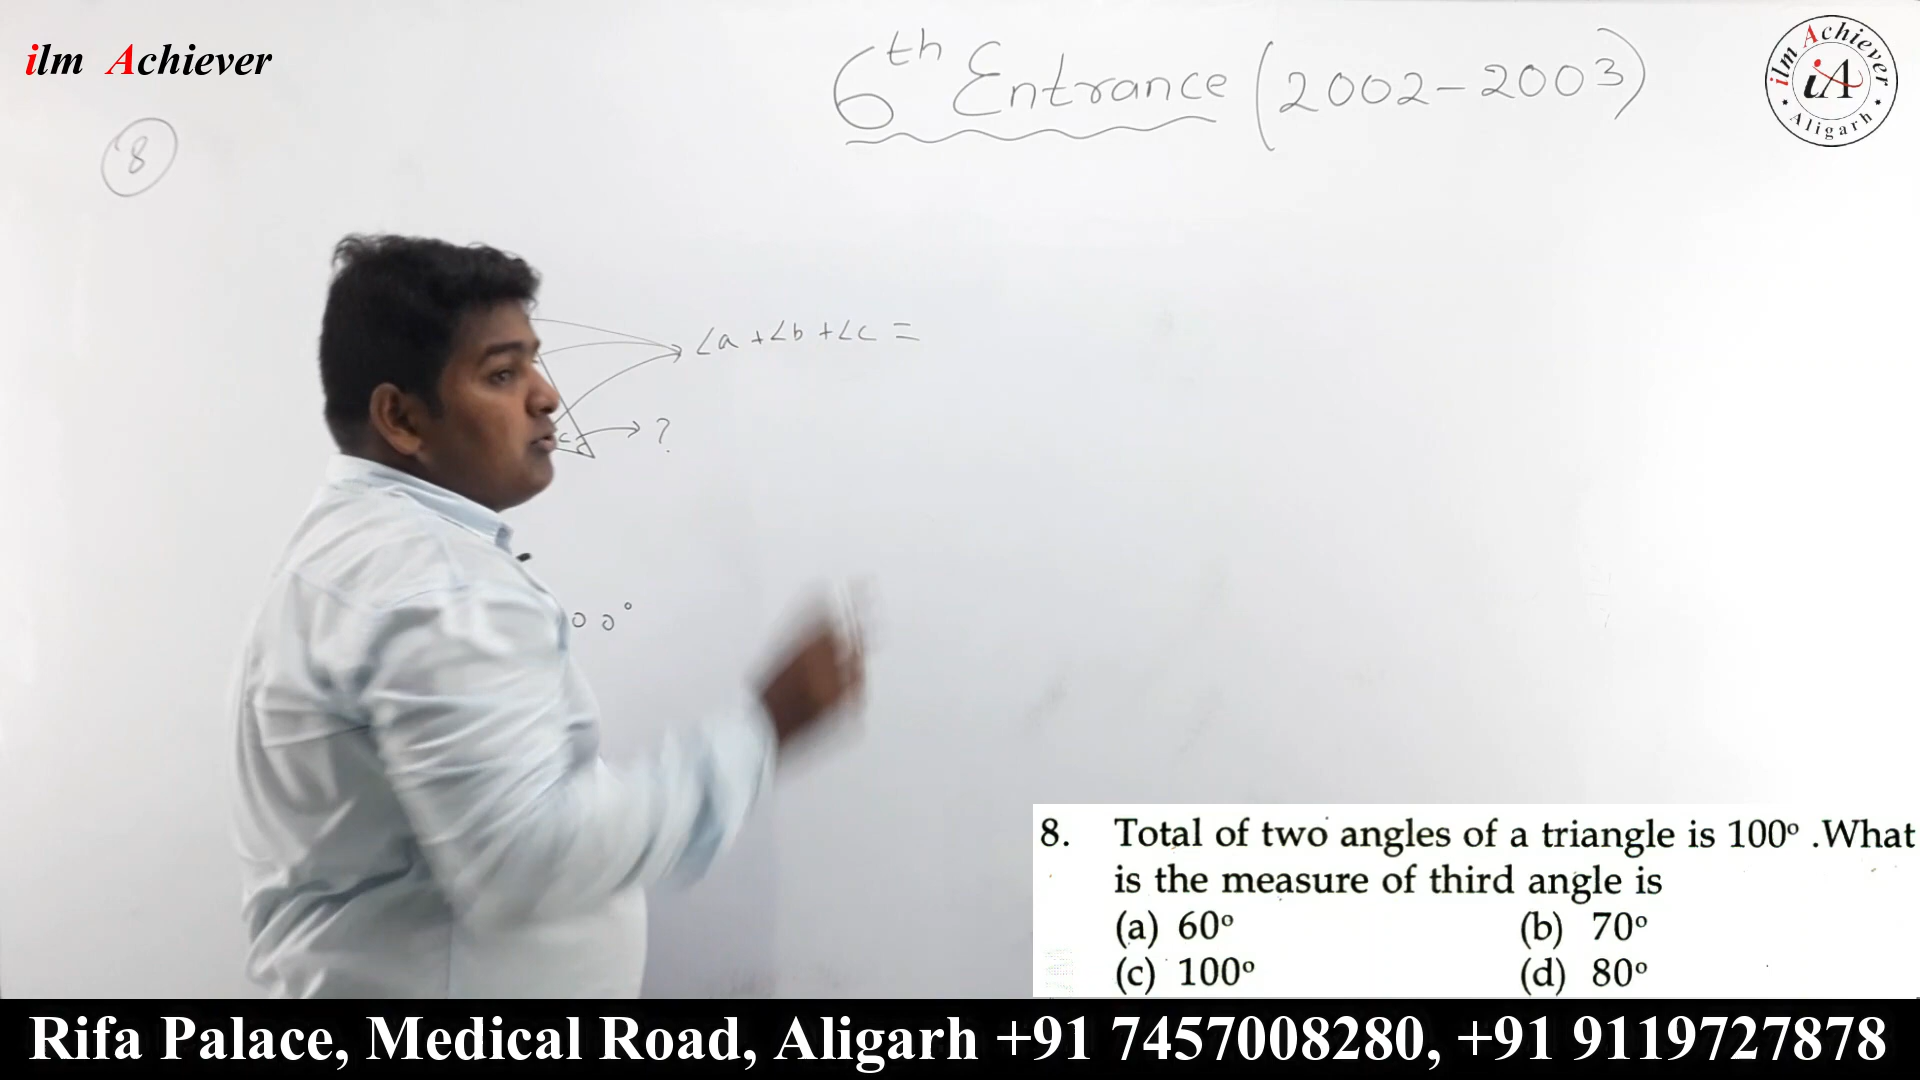 ilm Achiever
6th Entrance (2002-2003)
ilm Achiever
iA
Aligarh
8
∠a +∠b +∠c =
c
?
00°
8. Total of two angles of a triangle is 100° .What
is the measure of third angle is
(a) 60° (b) 70°
(c) 100° (d) 80°
Rifa Palace, Medical Road, Aligarh +91 7457008280, +91 9119727878